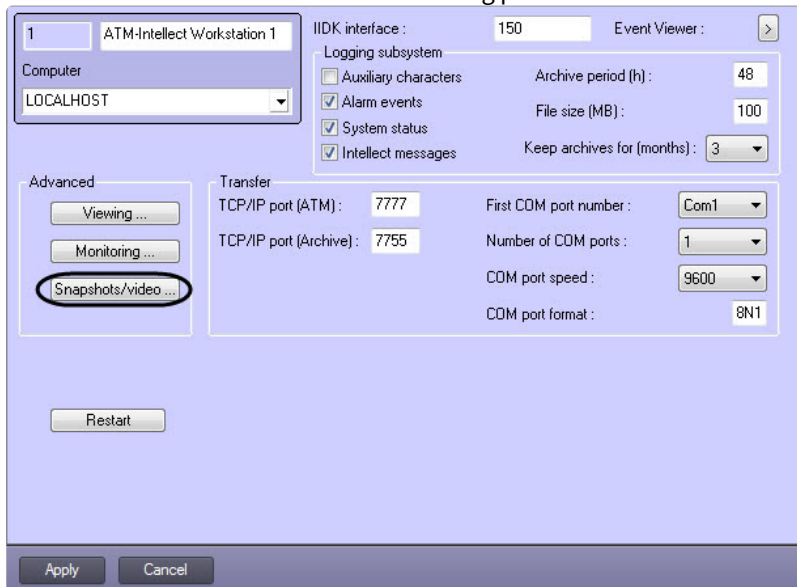 1 ATM-Intellect Workstation 1
Computer
LOCALHOST
IIDK interface : 150 Event Viewer : >
Logging subsystem
Auxiliary characters
Alarm events
System status
Intellect messages
Archive period (h) : 48
File size (MB) : 100
Keep archives for (months) : 3
Advanced
Viewing ...
Monitoring ...
Snapshots/video ...
Transfer
TCP/IP port (ATM) : 7777
TCP/IP port (Archive) : 7755
First COM port number : Com1
Number of COM ports : 1
COM port speed : 9600
COM port format : 8N1
Restart
Apply Cancel